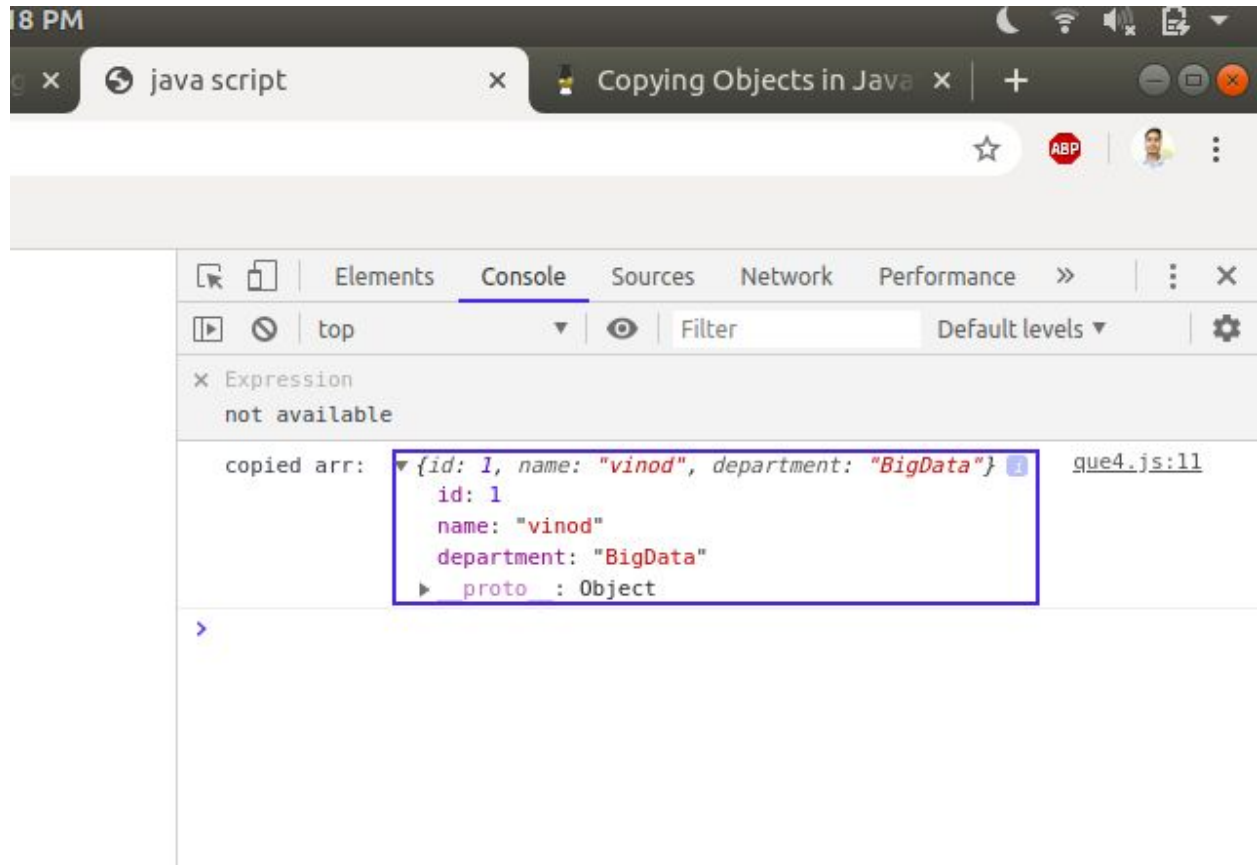 18 PM
java script
Copying Objects in Java
ABP
Elements Console Sources Network Performance »
top Filter Default levels
Expression
not available
copied arr: {id: 1, name: "vinod", department: "BigData"} i que4.js:11
id: 1
name: "vinod"
department: "BigData"
__proto__: Object
>